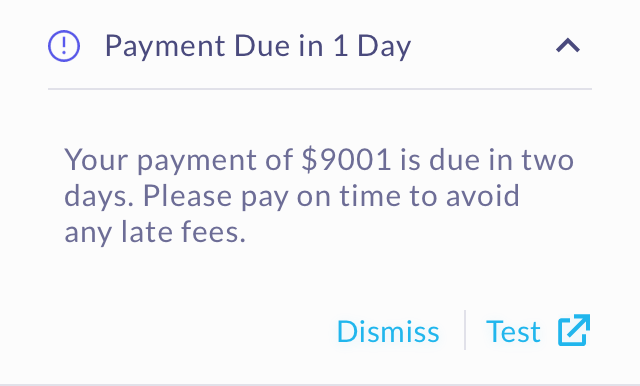 Payment Due in 1 Day
Your payment of $9001 is due in two
days. Please pay on time to avoid
any late fees.
Dismiss
Test